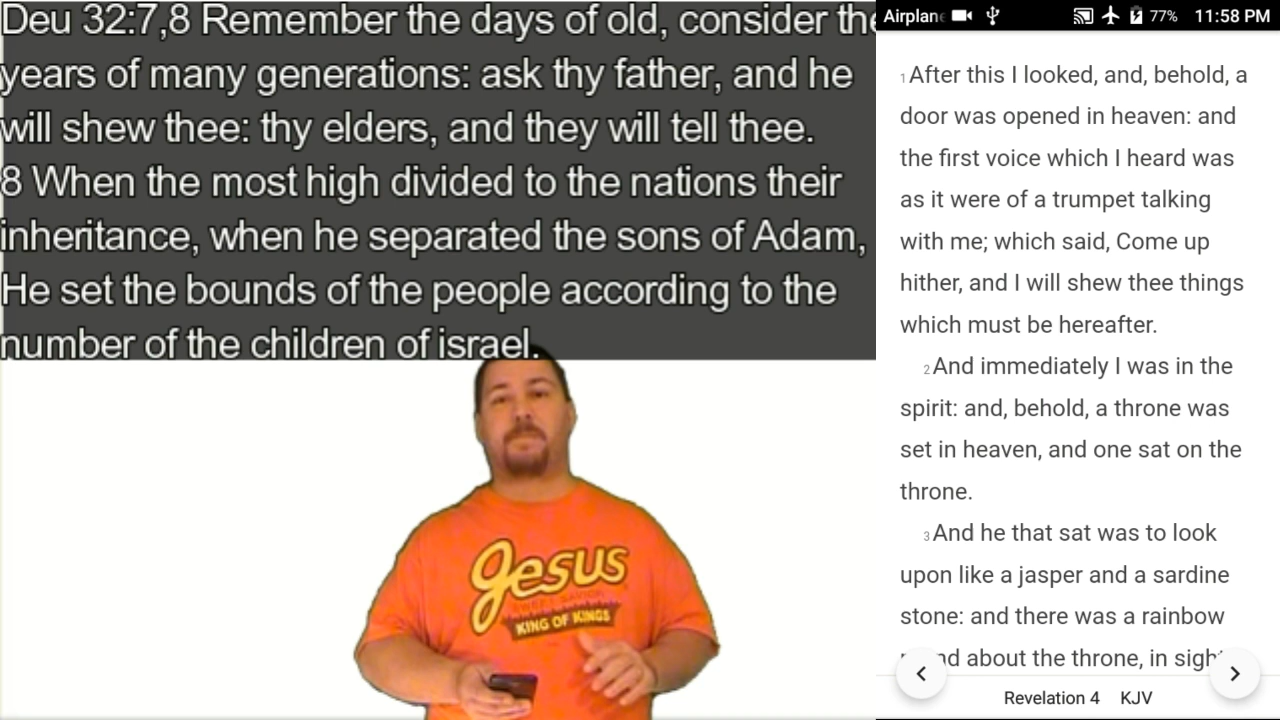 Deu 32:7,8 Remember the days of old, consider the
years of many generations: ask thy father, and he
will shew thee: thy elders, and they will tell thee.
8 When the most high divided to the nations their
inheritance, when he separated the sons of Adam,
He set the bounds of the people according to the
number of the children of israel.
Jesus
SWEET SAVIOR
KING OF KINGS
Airplan
77% 11:58 PM
1 After this I looked, and, behold, a
door was opened in heaven: and
the first voice which I heard was
as it were of a trumpet talking
with me; which said, Come up
hither, and I will shew thee things
which must be hereafter.
2 And immediately I was in the
spirit: and, behold, a throne was
set in heaven, and one sat on the
throne.
3 And he that sat was to look
upon like a jasper and a sardine
stone: and there was a rainbow
about the throne, in sight
Revelation 4 KJV